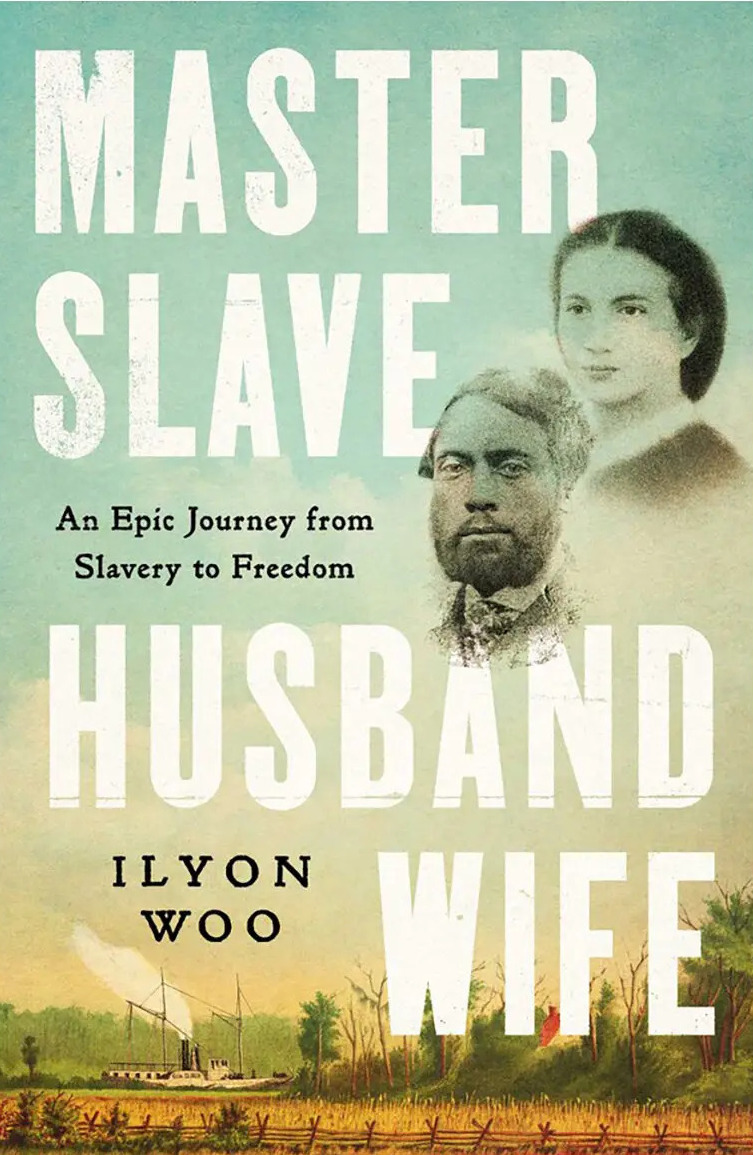 MASTER
SLAVE
An Epic Journey from
Slavery to Freedom
HUSBAND
WIFE
ILYON
WOO